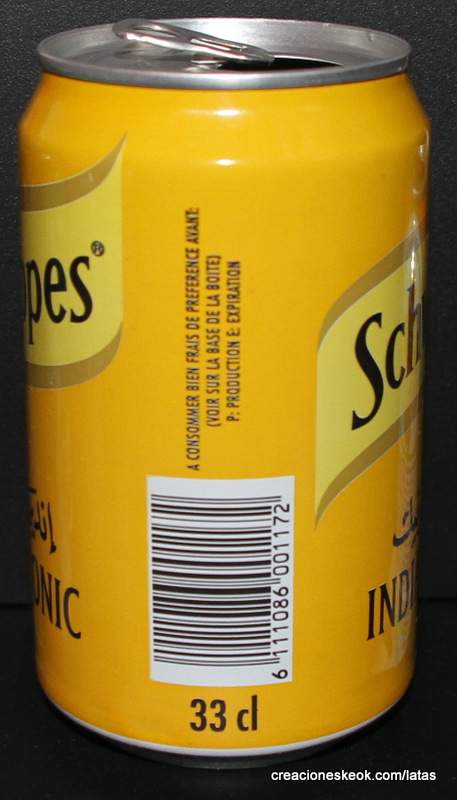 ppes®
ONIC
A CONSOMMER BIEN FRAIS DE PREFERENCE AVANT:
(VOIR SUR LA BASE DE LA BOITE)
P: PRODUCTION E: EXPIRATION
6 111086 001172
33 cl
Sch
INDI
creacioneskeok.com/latas